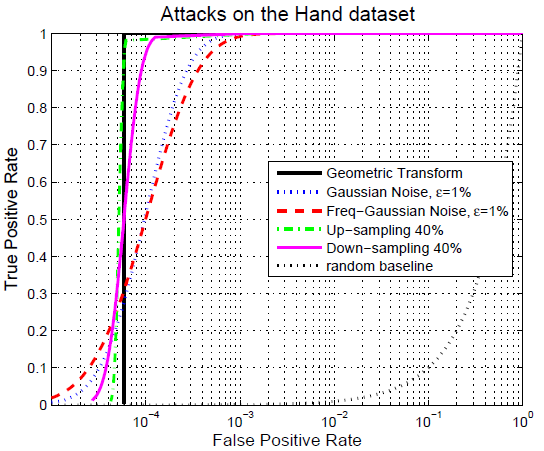 Attacks on the Hand dataset
True Positive Rate
1
0.9
0.8
0.7
0.6
0.5
0.4
0.3
0.2
0.1
0
Geometric Transform
Gaussian Noise, ε=1%
Freq−Gaussian Noise, ε=1%
Up−sampling 40%
Down−sampling 40%
random baseline
10⁻⁴
10⁻³
10⁻²
10⁻¹
10⁰
False Positive Rate